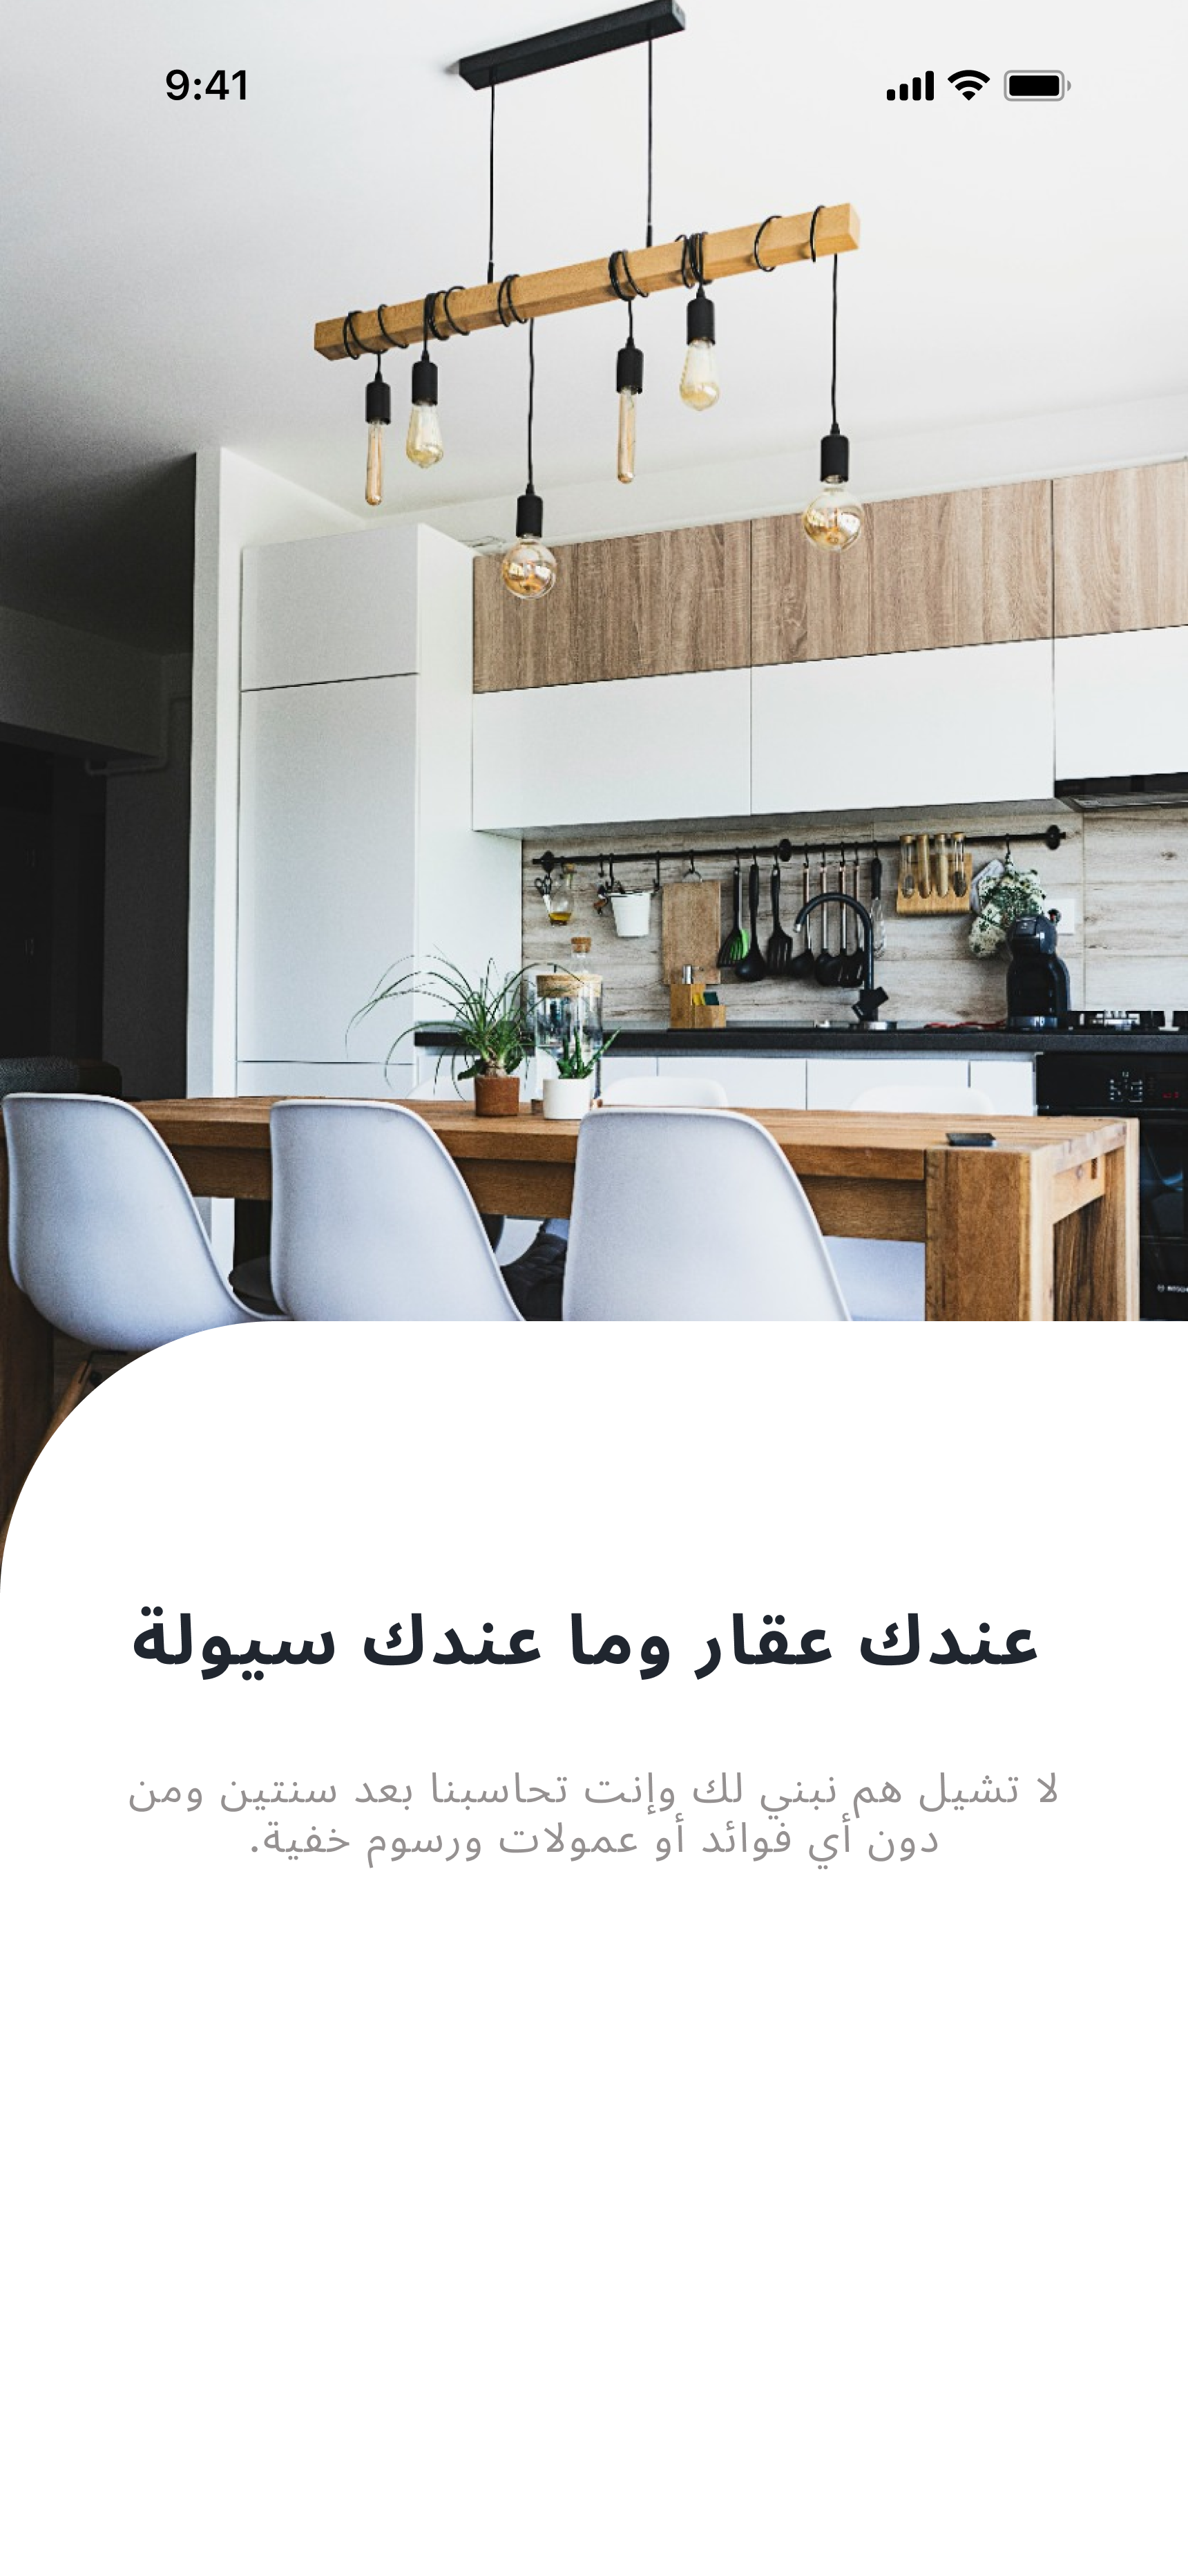 9:41
عندك عقار وما عندك سيولة
لا تشيل هم نبني لك وإنت تحاسبنا بعد سنتين ومن
دون أي فوائد أو عمولات ورسوم خفية.